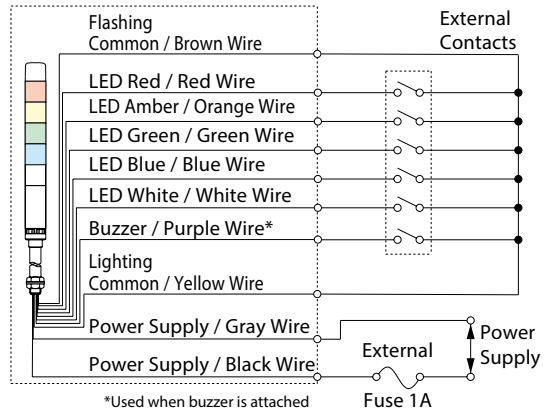 Flashing
Common / Brown Wire
External
Contacts
LED Red / Red Wire
LED Amber / Orange Wire
LED Green / Green Wire
LED Blue / Blue Wire
LED White / White Wire
Buzzer / Purple Wire*
Lighting
Common / Yellow Wire
Power Supply / Gray Wire
Power
Supply
External
Power Supply / Black Wire
Fuse 1A
*Used when buzzer is attached